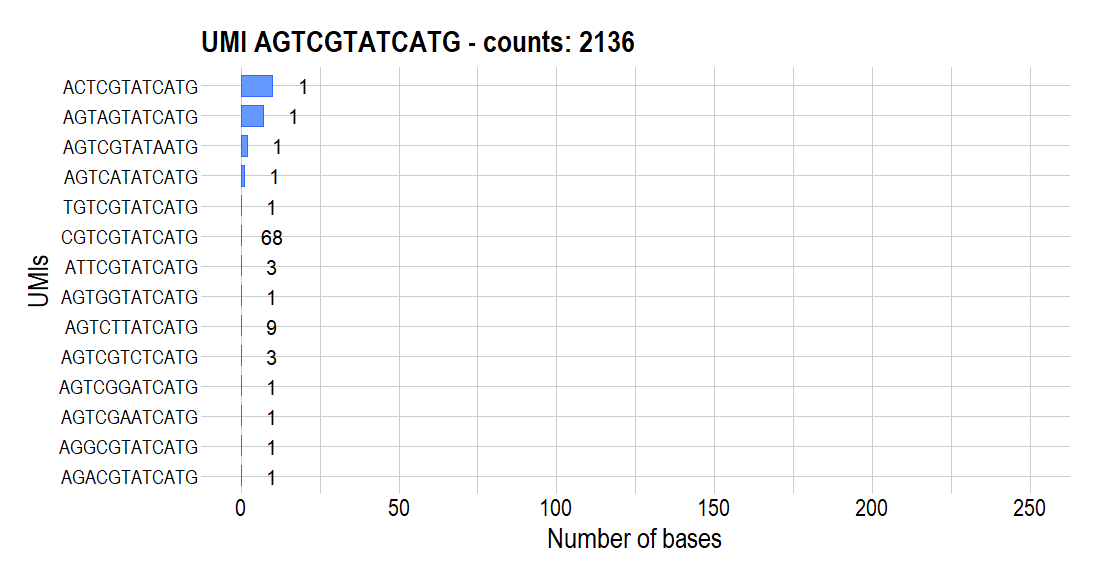 UMI AGTCGTATCATG - counts: 2136
ACTCGTATCATG 1
AGTAGTATCATG 1
AGTCGTATAATG 1
AGTCATATCATG 1
TGTCGTATCATG 1
CGTCGTATCATG 68
ATTCGTATCATG 3
AGTGGTATCATG 1
AGTCTTATCATG 9
AGTCGTCTCATG 3
AGTCGGATCATG 1
AGTCGAATCATG 1
AGGCGTATCATG 1
AGACGTATCATG 1
UMIs
0 50 100 150 200 250
Number of bases